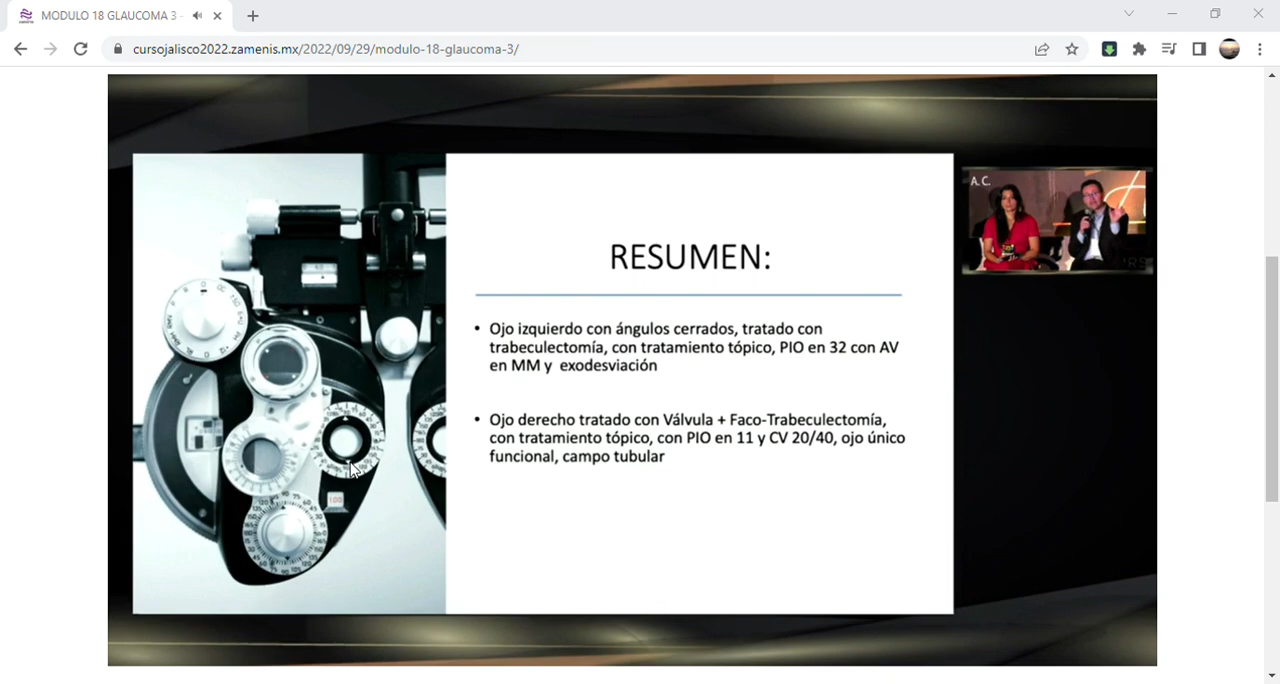 MODULO 18 GLAUCOMA 3 -
cursojalisco2022.zamenis.mx/2022/09/29/modulo-18-glaucoma-3/
A.C.
RESUMEN:
• Ojo izquierdo con ángulos cerrados, tratado con
trabeculectomía, con tratamiento tópico, PIO en 32 con AV
en MM y exodesviación
• Ojo derecho tratado con Válvula + Faco-Trabeculectomía,
con tratamiento tópico, con PIO en 11 y CV 20/40, ojo único
funcional, campo tubular